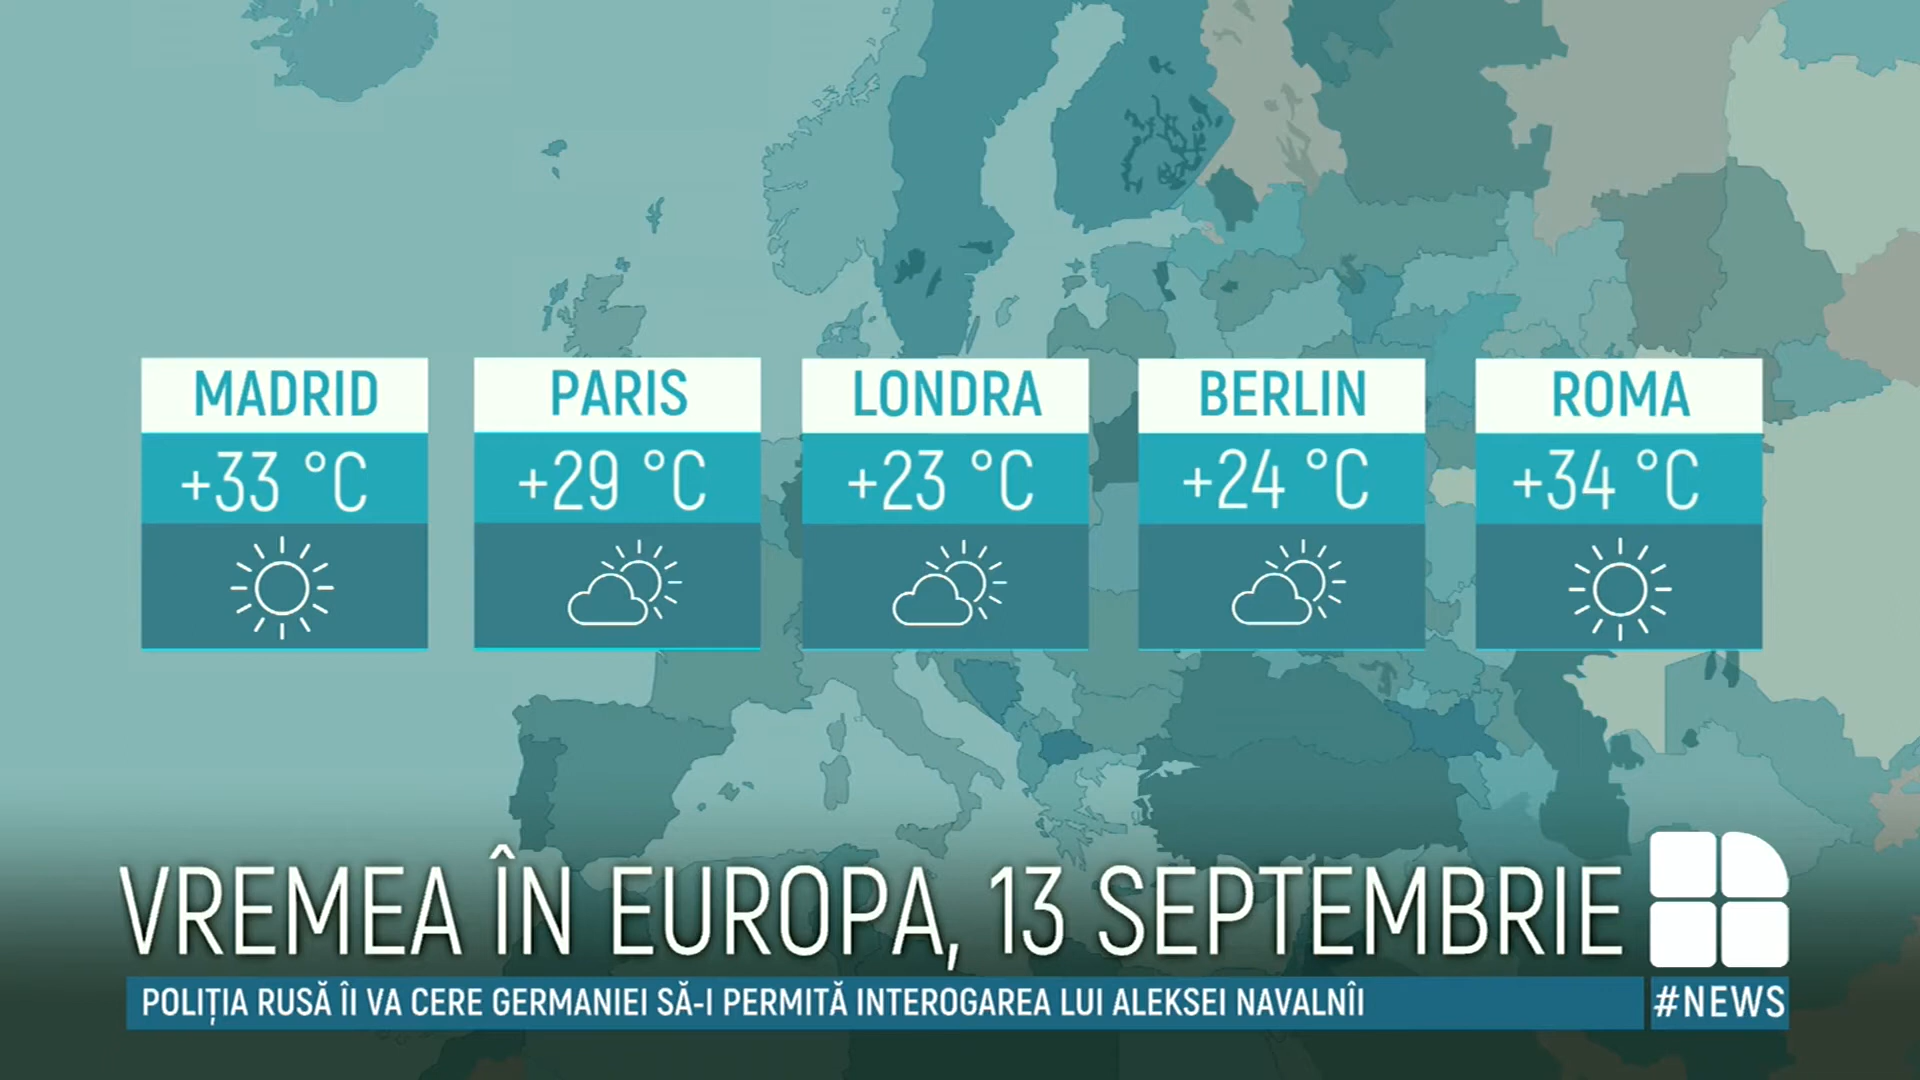 MADRID
+33 °C
PARIS
+29 °C
LONDRA
+23 °C
BERLIN
+24 °C
ROMA
+34 °C
VREMEA ÎN EUROPA, 13 SEPTEMBRIE
POLIȚIA RUSĂ ÎI VA CERE GERMANIEI SĂ-I PERMITĂ INTEROGAREA LUI ALEKSEI NAVALNÎI
#NEWS